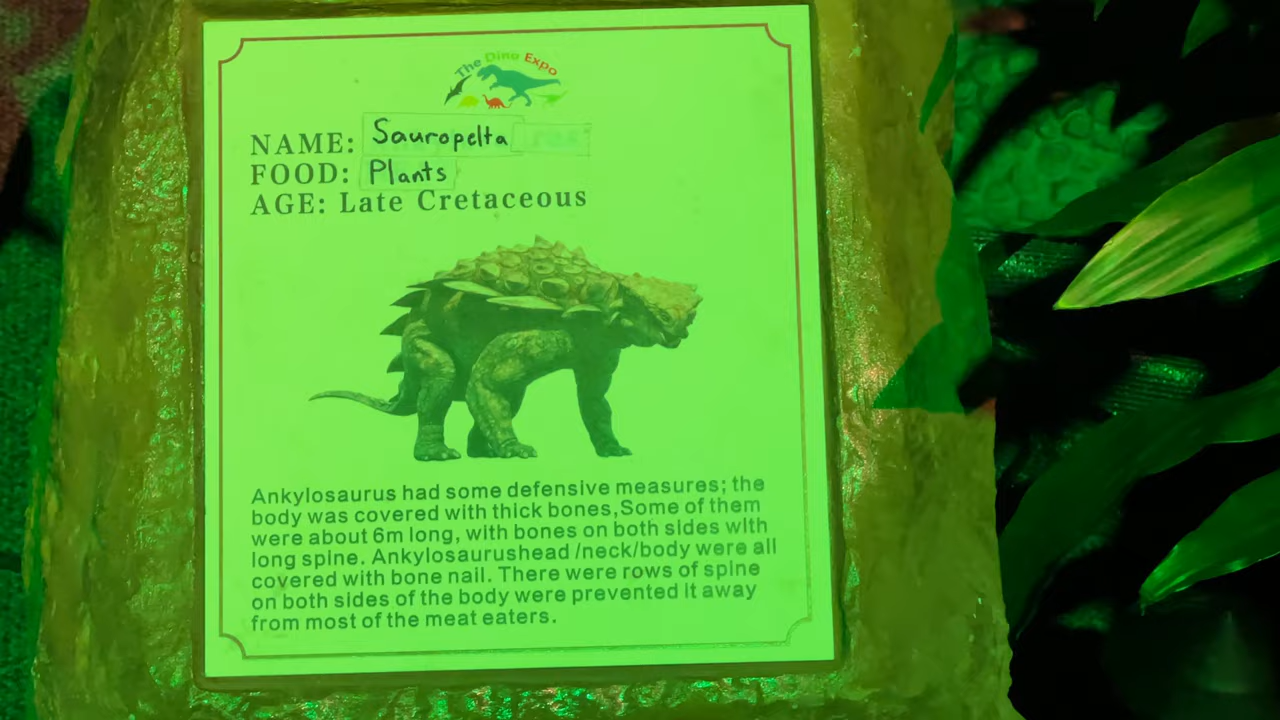 The Dino Expo
NAME: Sauropelta
FOOD: Plants
AGE: Late Cretaceous
Ankylosaurus had some defensive measures; the
body was covered with thick bones,Some of them
were about 6m long, with bones on both sides with
long spine. Ankylosaurushead /neck/body were all
covered with bone nail. There were rows of spine
on both sides of the body were prevented it away
from most of the meat eaters.